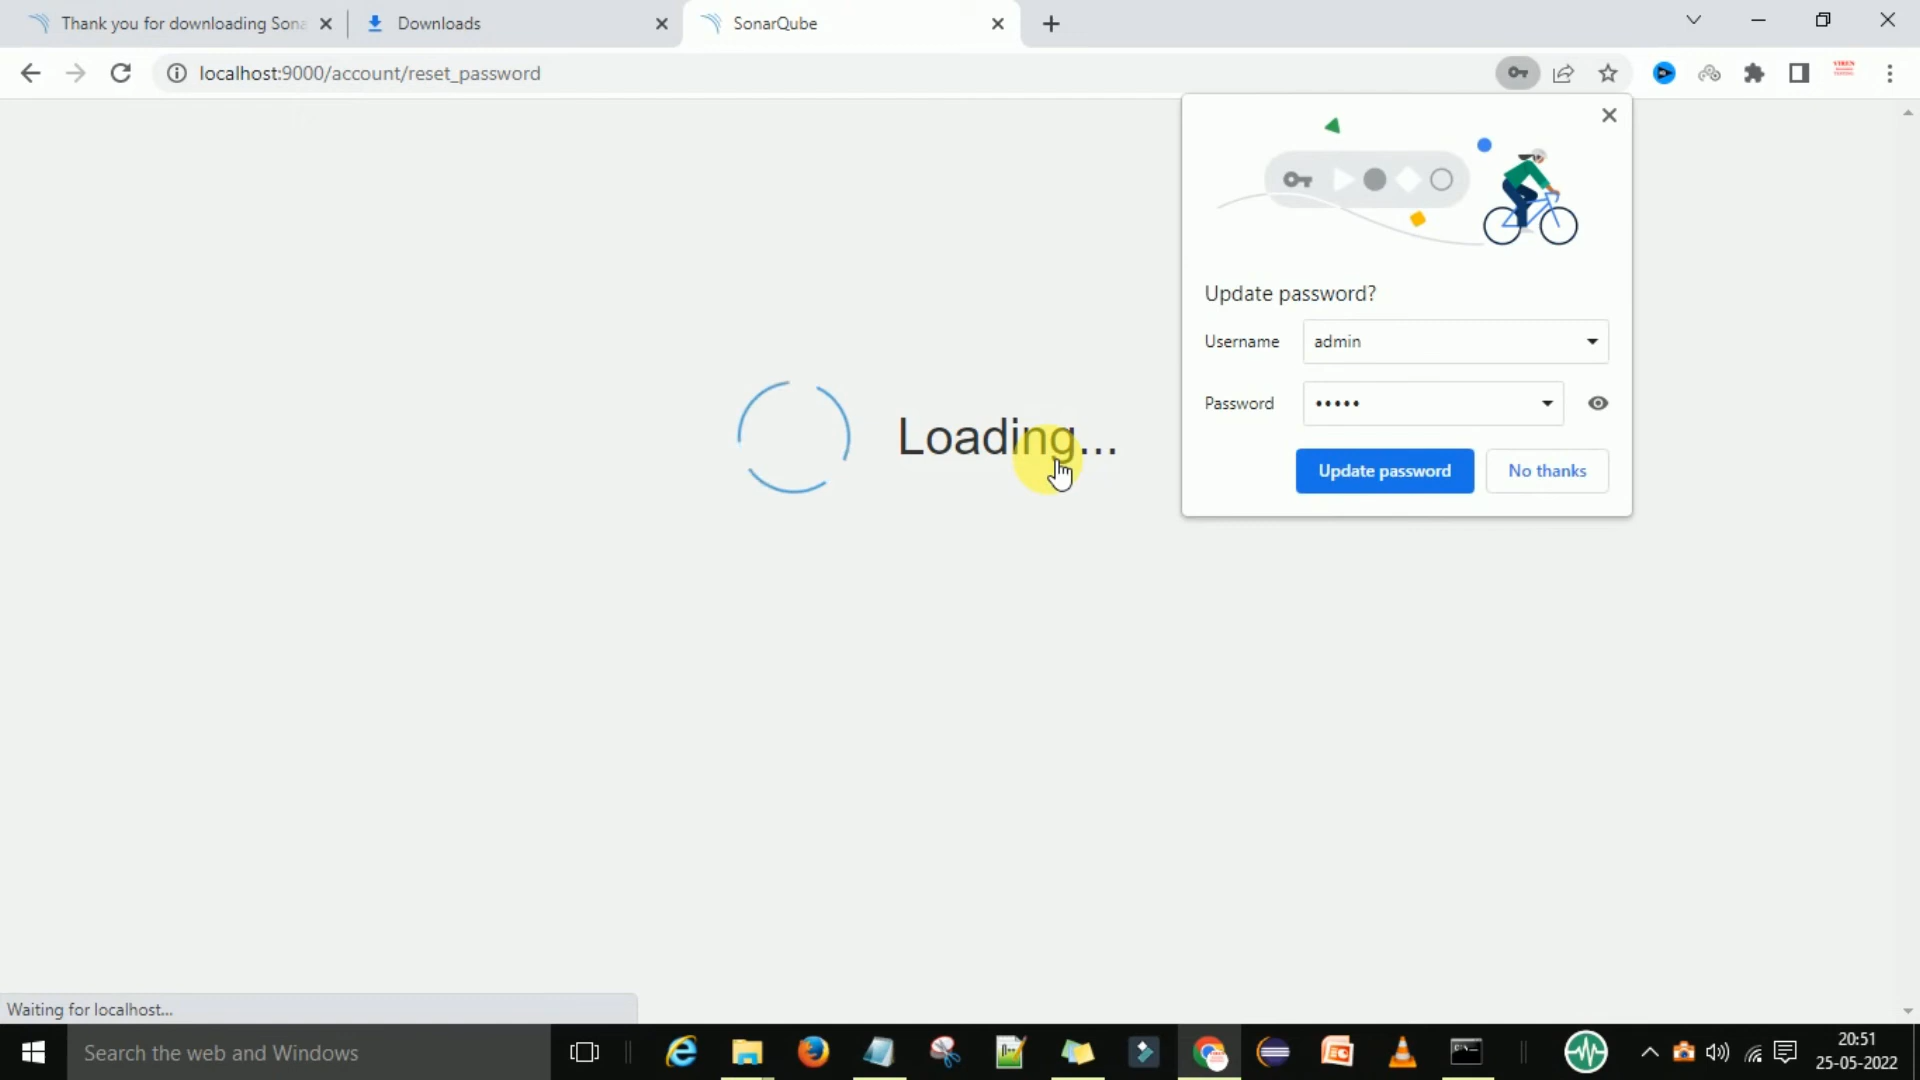 Thank you for downloading Sona
Downloads
SonarQube
localhost:9000/account/reset_password
Update password?
Username
admin
Password
•••••
Update password
No thanks
Loading...
Waiting for localhost...
Search the web and Windows
20:51
25-05-2022